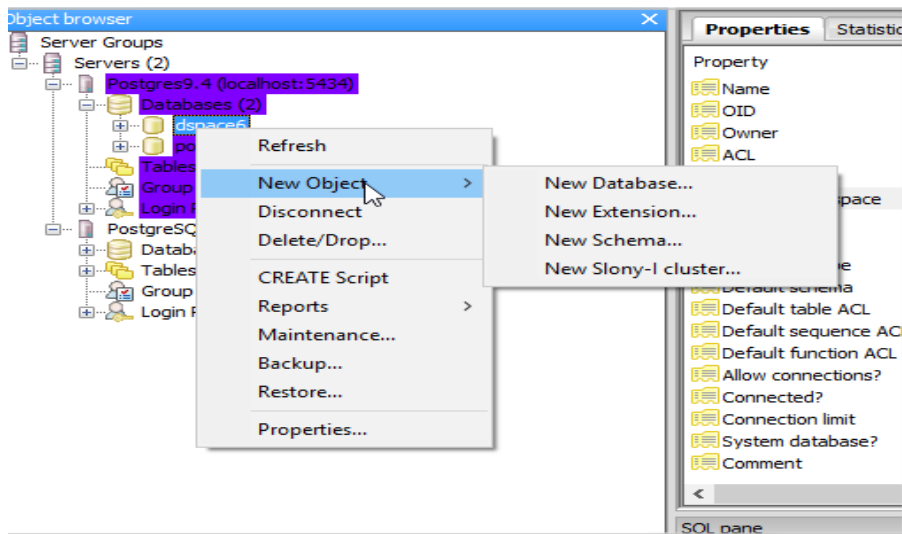 Object browser
Server Groups
Servers (2)
Postgres9.4 (localhost:5434)
Databases (2)
dspace6
po
Tables
Group
Login R
PostgreSQ
Databa
Tables
Group
Login R
Refresh
New Object
Disconnect
Delete/Drop...
CREATE Script
Reports
Maintenance...
Backup...
Restore...
Properties...
New Database...
New Extension...
New Schema...
New Slony-I cluster...
Properties Statistic
Property
Name
OID
Owner
ACL
space
e
Default schema
Default table ACL
Default sequence AC
Default function ACL
Allow connections?
Connected?
Connection limit
System database?
Comment
SQL pane